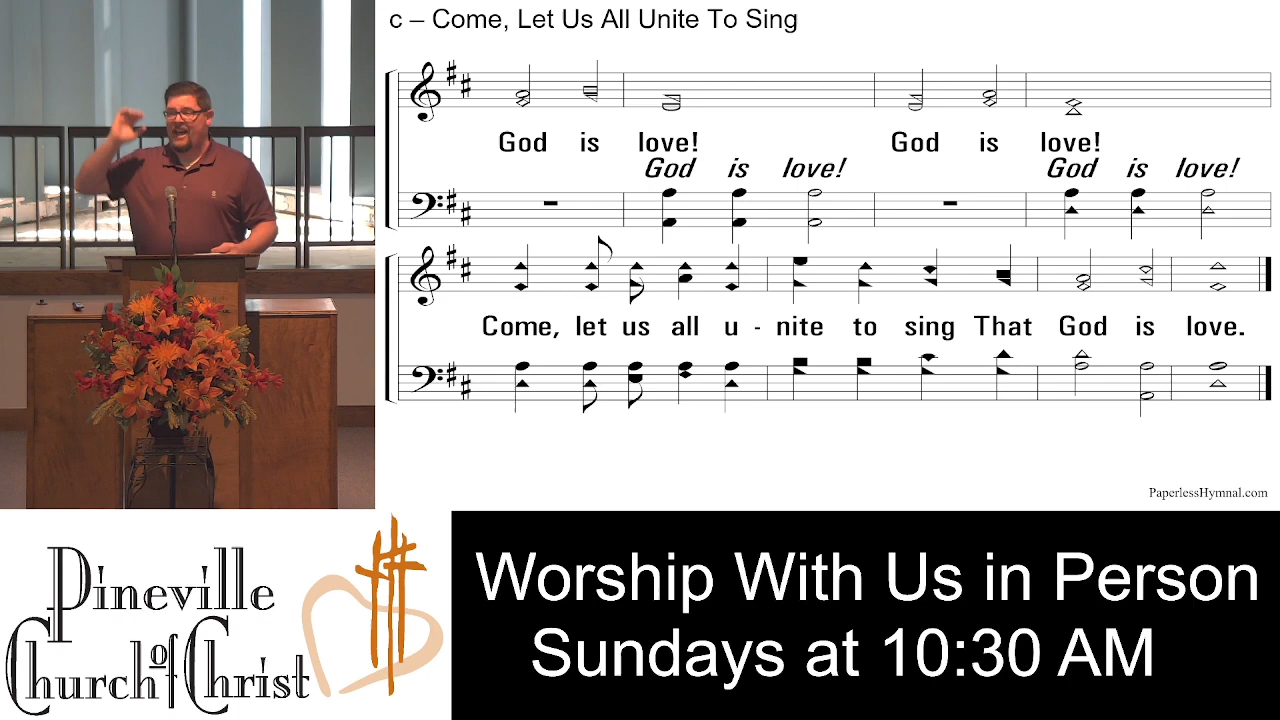 c – Come, Let Us All Unite To Sing
God is love! God is love!
God is love! God is love!
Come, let us all u - nite to sing That God is love.
PaperlessHymnal.com
Pineville
Church of Christ
Worship With Us in Person
Sundays at 10:30 AM